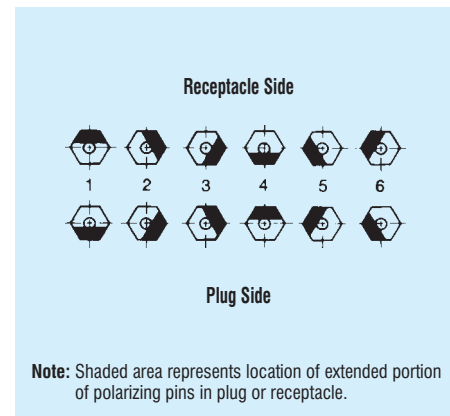 Receptacle Side
1 2 3 4 5 6
Plug Side
Note: Shaded area represents location of extended portion
of polarizing pins in plug or receptacle.